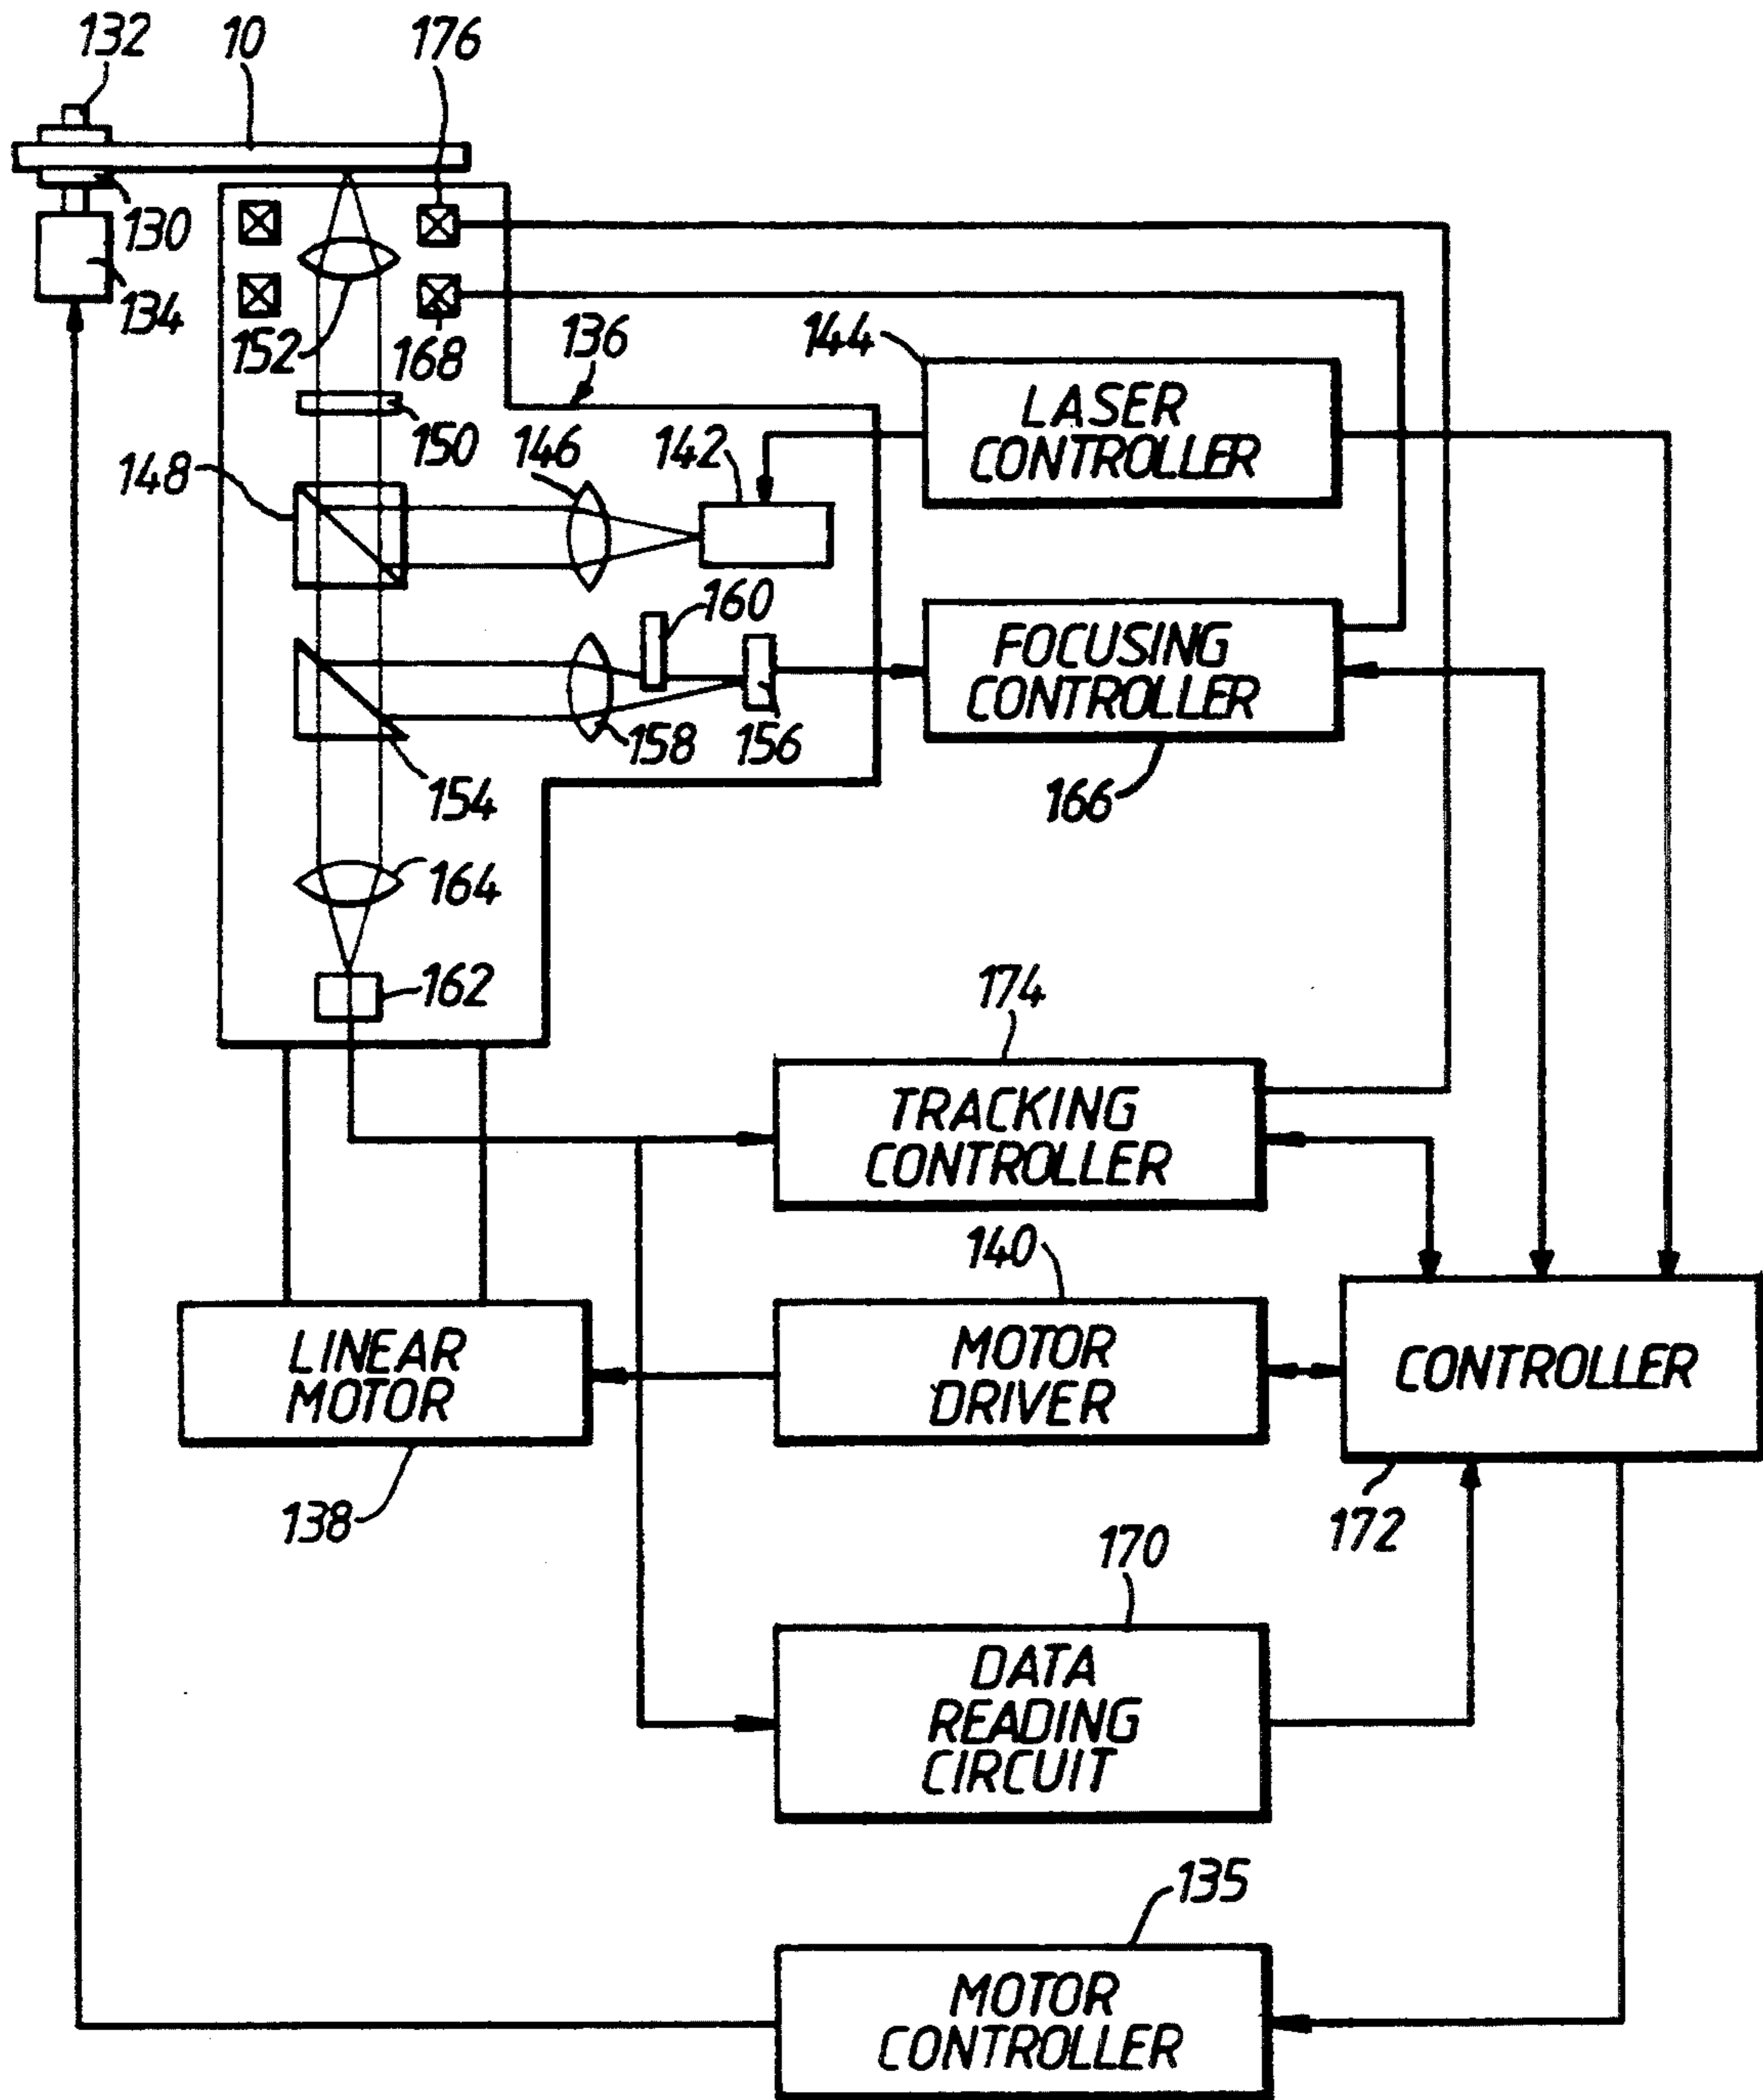 132
10
176
130
134
152
168
136
144
LASER
CONTROLLER
150
146
142
148
160
FOCUSING
CONTROLLER
158
156
154
166
164
162
174
TRACKING
CONTROLLER
140
LINEAR
MOTOR
MOTOR
DRIVER
CONTROLLER
138
172
170
DATA
READING
CIRCUIT
135
MOTOR
CONTROLLER